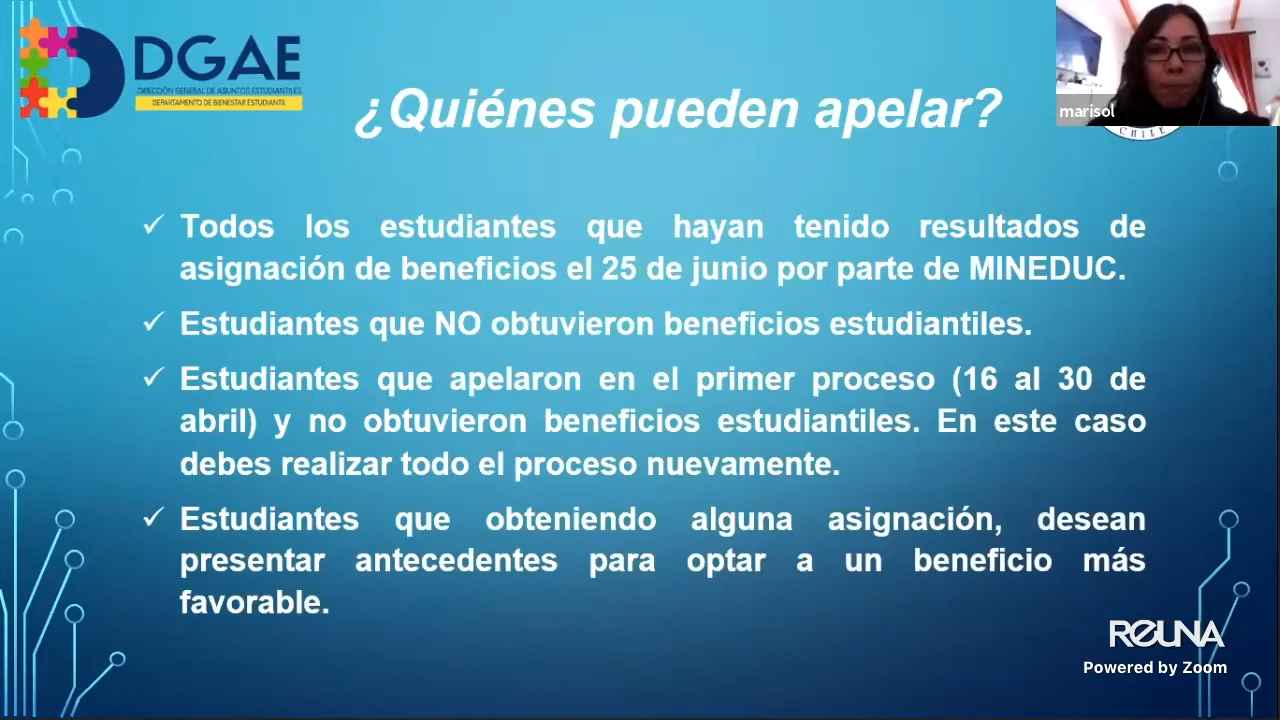 DGAE
DIRECCIÓN GENERAL DE ASUNTOS ESTUDIANTILES
DEPARTAMENTO DE BIENESTAR ESTUDIANTIL
¿Quiénes pueden apelar?
marisol
CHILE
Todos los estudiantes que hayan tenido resultados de
asignación de beneficios el 25 de junio por parte de MINEDUC.
Estudiantes que NO obtuvieron beneficios estudiantiles.
Estudiantes que apelaron en el primer proceso (16 al 30 de
abril) y no obtuvieron beneficios estudiantiles. En este caso
debes realizar todo el proceso nuevamente.
Estudiantes que obteniendo alguna asignación, desean
presentar antecedentes para optar a un beneficio más
favorable.
REUNA
Powered by Zoom